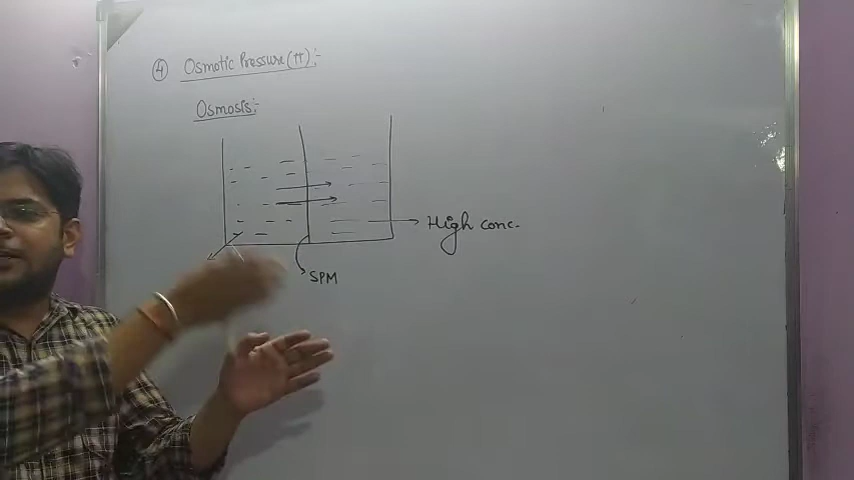 ④ Osmotic Pressure (π):-
Osmosis:-
High conc.
SPM